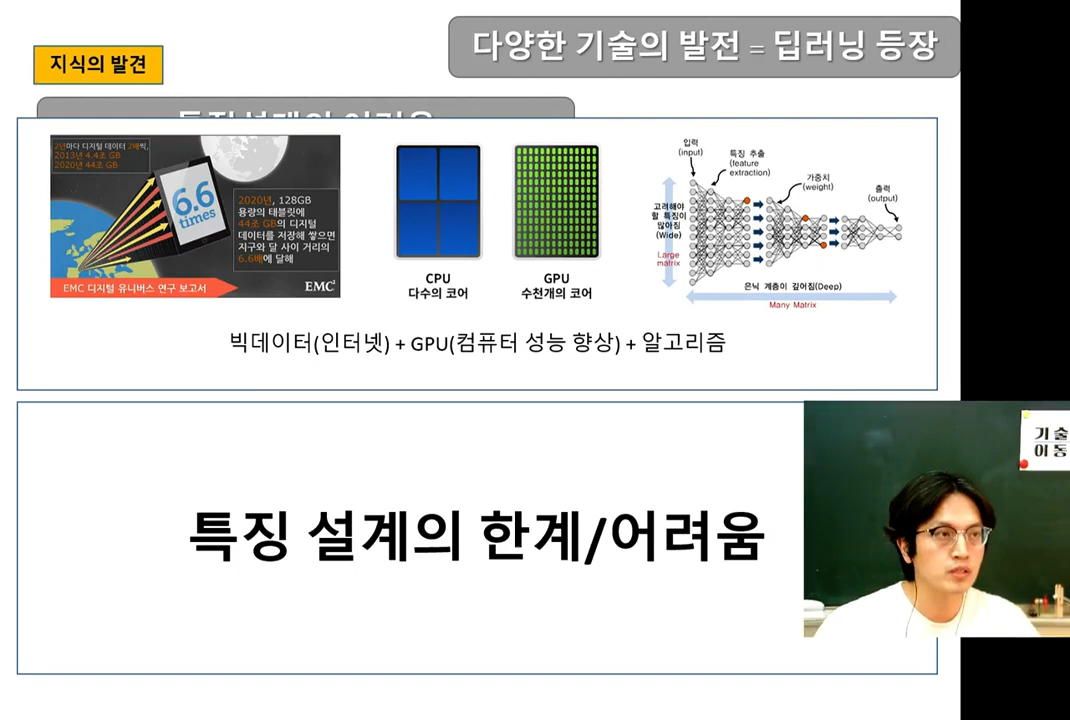 다양한 기술의 발전 = 딥러닝 등장
지식의 발견
2년마다 디지털 데이터 2배씩,
2013년 4.4조 GB
2020년 44조 GB
6.6
times
2020년, 128GB
용량의 태블릿에
44조 GB의 디지털
데이터를 저장해 쌓으면
지구와 달 사이 거리의
6.6배에 달해
EMC 디지털 유니버스 연구 보고서
EMC²
CPU
다수의 코어
GPU
수천개의 코어
입력
(input)
특징 추출
(feature
extraction)
가중치
(weight)
출력
(output)
고려해야
할 특징이
많아짐
(Wide)
Large
matrix
은닉 계층이 깊어짐(Deep)
Many Matrix
빅데이터(인터넷) + GPU(컴퓨터 성능 향상) + 알고리즘
특징 설계의 한계/어려움
기술
이동